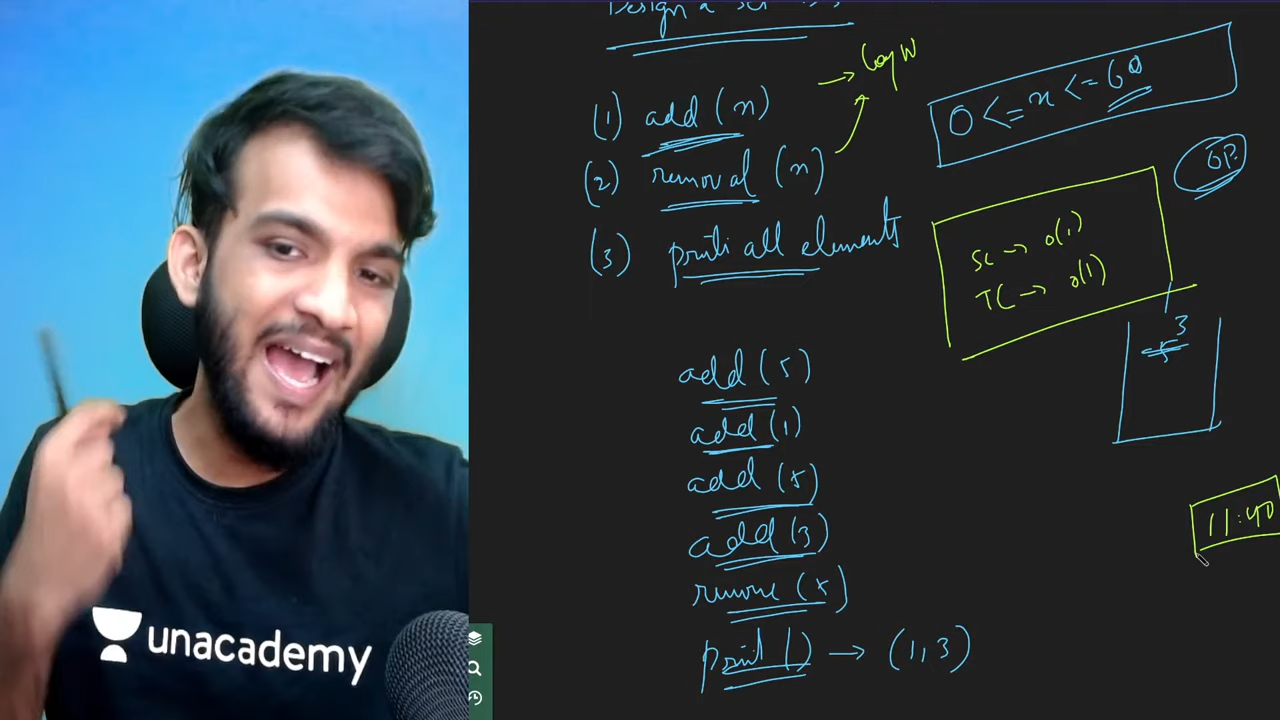 Design a
(1) add (n)
→ log N
(2) removal (n)
(3) print all elements
0 <= n <= 60
SC → O(1)
TC → O(1)
3
5
add (5)
add (1)
add (5)
add (3)
remove (5)
print () → (1,3)
11:40
unacademy